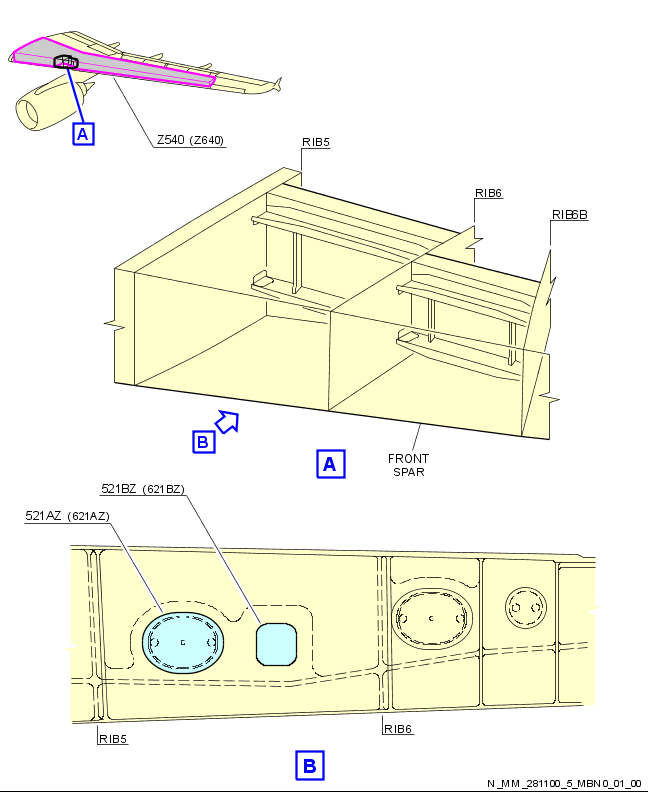 A
Z540 (Z640)
RIB5
RIB6
RIB6B
B
A
FRONT
SPAR
521BZ (621BZ)
521AZ (621AZ)
RIB5
RIB6
B
N_MM_281100_5_MBN0_01_00